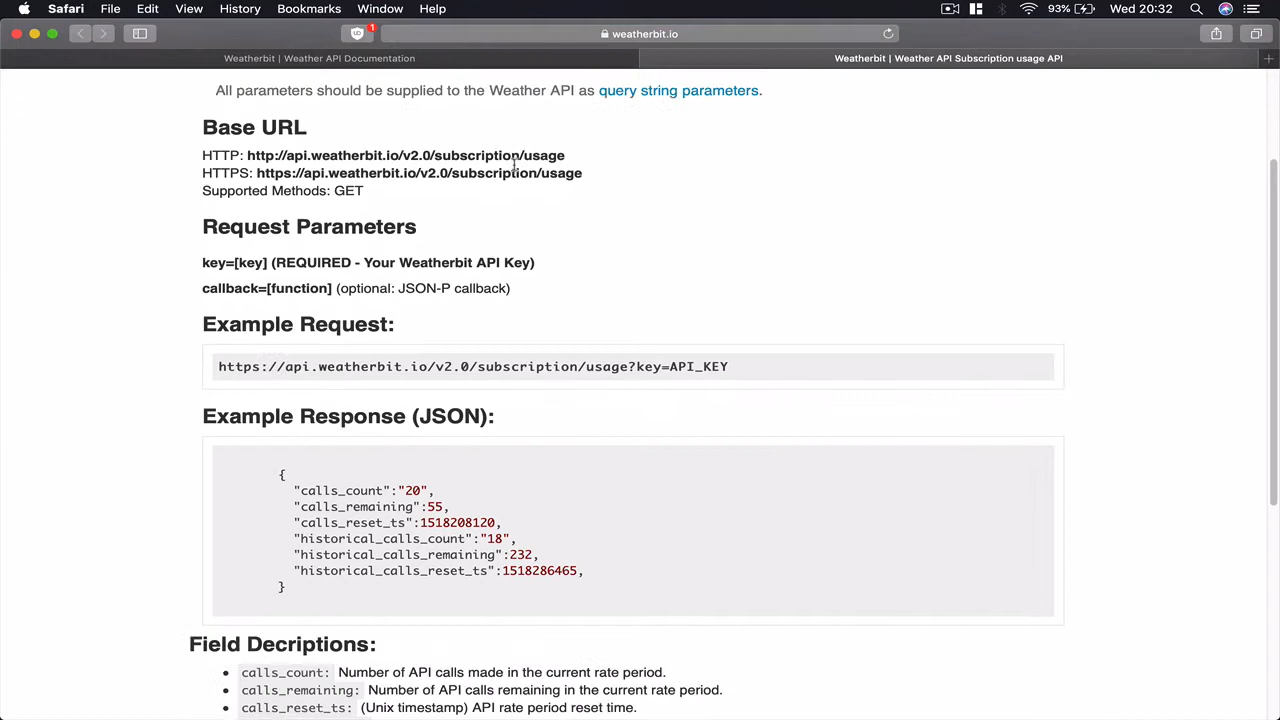 Safari File Edit View History Bookmarks Window Help 93% Wed 20:32
1 weatherbit.io
Weatherbit | Weather API Documentation Weatherbit | Weather API Subscription usage API
All parameters should be supplied to the Weather API as query string parameters.
Base URL
HTTP: http://api.weatherbit.io/v2.0/subscription/usage
HTTPS: https://api.weatherbit.io/v2.0/subscription/usage
Supported Methods: GET
Request Parameters
key=[key] (REQUIRED - Your Weatherbit API Key)
callback=[function] (optional: JSON-P callback)
Example Request:
https://api.weatherbit.io/v2.0/subscription/usage?key=API_KEY
Example Response (JSON):
{
"calls_count":"20",
"calls_remaining":55,
"calls_reset_ts":1518208120,
"historical_calls_count":"18",
"historical_calls_remaining":232,
"historical_calls_reset_ts":1518286465,
}
Field Decriptions:
• calls_count: Number of API calls made in the current rate period.
• calls_remaining: Number of API calls remaining in the current rate period.
• calls_reset_ts: (Unix timestamp) API rate period reset time.